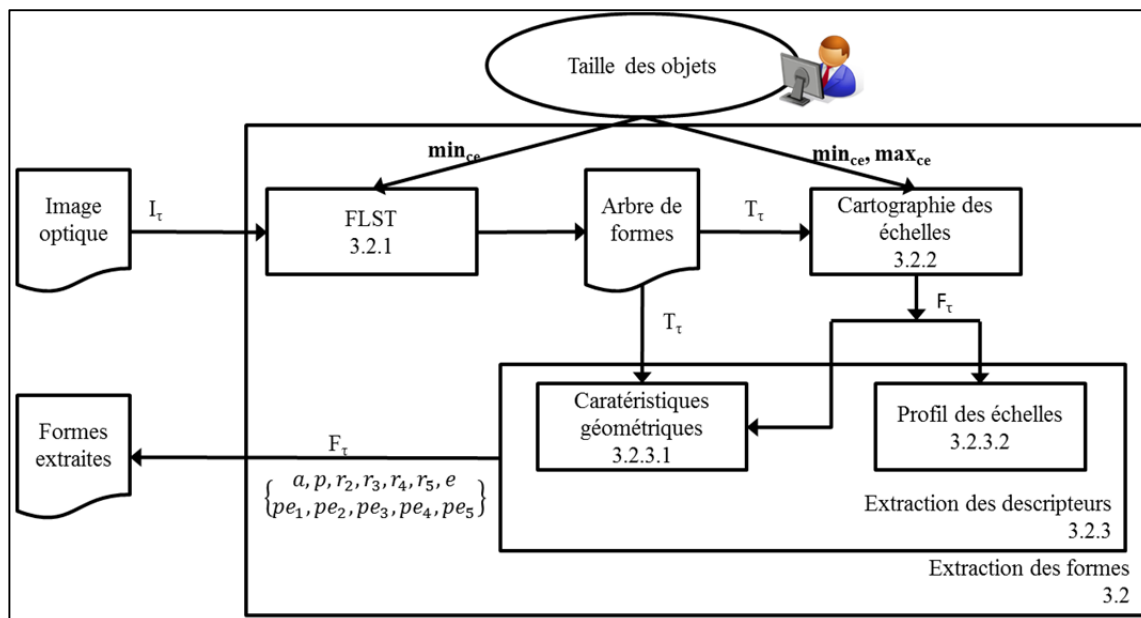 Taille des objets
min_ce
min_ce, max_ce
Image
optique
I_τ
FLST
3.2.1
Arbre de
formes
T_τ
Cartographie des
échelles
3.2.2
F_τ
T_τ
Caratéristiques
géométriques
3.2.3.1
Profil des échelles
3.2.3.2
Formes
extraites
F_τ
{a, p, r_2, r_3, r_4, r_5, e
pe_1, pe_2, pe_3, pe_4, pe_5}
Extraction des descripteurs
3.2.3
Extraction des formes
3.2